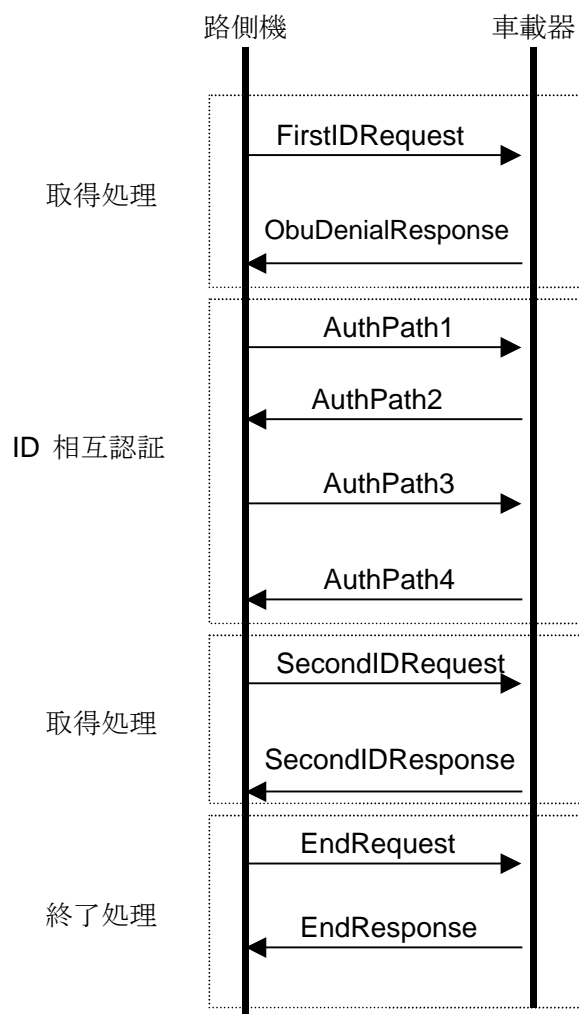 路側機 車載器
FirstIDRequest
取得処理
ObuDenialResponse
AuthPath1
AuthPath2
ID 相互認証
AuthPath3
AuthPath4
SecondIDRequest
取得処理
SecondIDResponse
EndRequest
終了処理
EndResponse